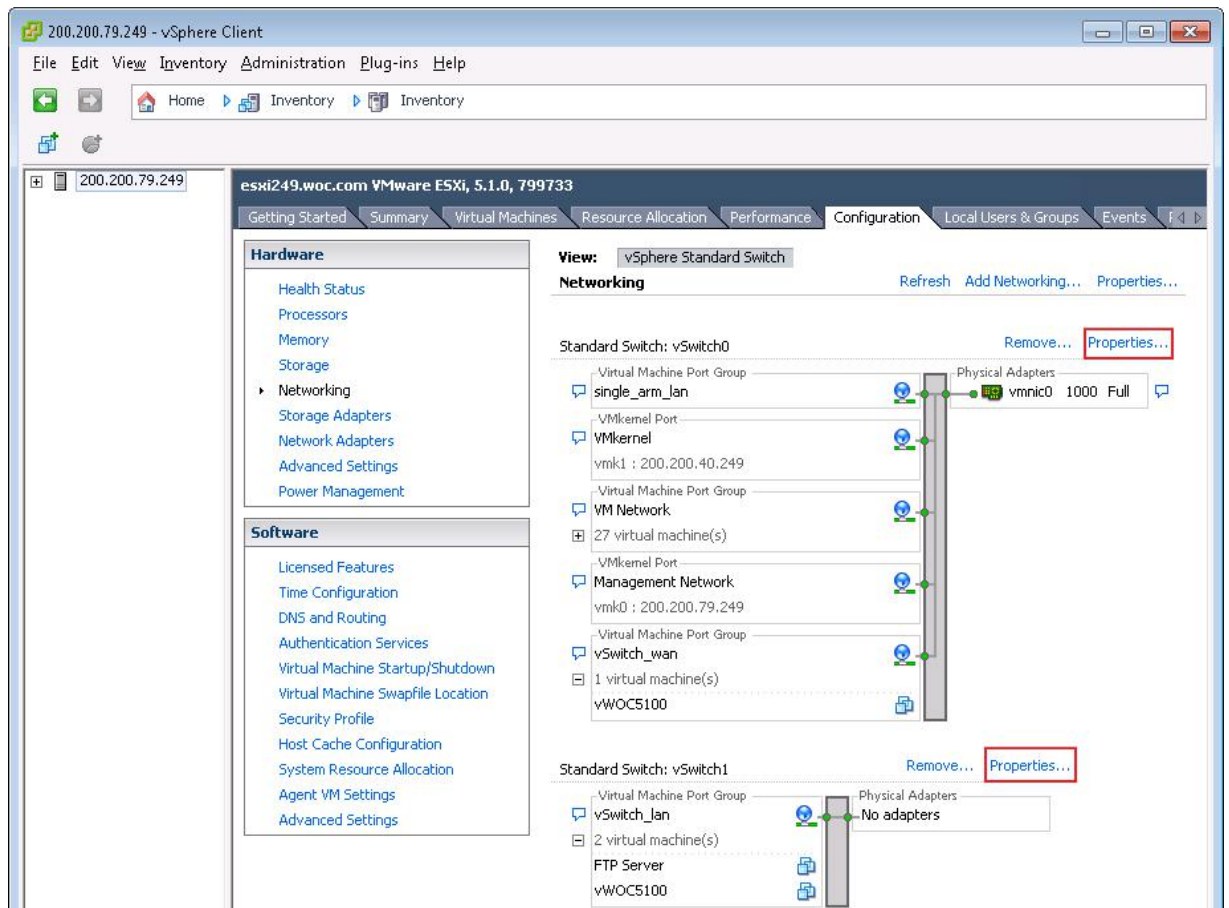 200.200.79.249 - vSphere Client
File Edit View Inventory Administration Plug-ins Help
Home Inventory Inventory
200.200.79.249
esxi249.woc.com VMware ESXi, 5.1.0, 799733
Getting Started Summary Virtual Machines Resource Allocation Performance Configuration Local Users & Groups Events
Hardware
Health Status
Processors
Memory
Storage
Networking
Storage Adapters
Network Adapters
Advanced Settings
Power Management
Software
Licensed Features
Time Configuration
DNS and Routing
Authentication Services
Virtual Machine Startup/Shutdown
Virtual Machine Swapfile Location
Security Profile
Host Cache Configuration
System Resource Allocation
Agent VM Settings
Advanced Settings
View: vSphere Standard Switch
Networking Refresh Add Networking... Properties...
Standard Switch: vSwitch0 Remove... Properties...
Virtual Machine Port Group Physical Adapters
single_arm_lan vmnic0 1000 Full
VMkernel Port
VMkernel
vmk1 : 200.200.40.249
Virtual Machine Port Group
VM Network
27 virtual machine(s)
VMkernel Port
Management Network
vmk0 : 200.200.79.249
Virtual Machine Port Group
vSwitch_wan
1 virtual machine(s)
vWOC5100
Standard Switch: vSwitch1 Remove... Properties...
Virtual Machine Port Group Physical Adapters
vSwitch_lan No adapters
2 virtual machine(s)
FTP Server
vWOC5100